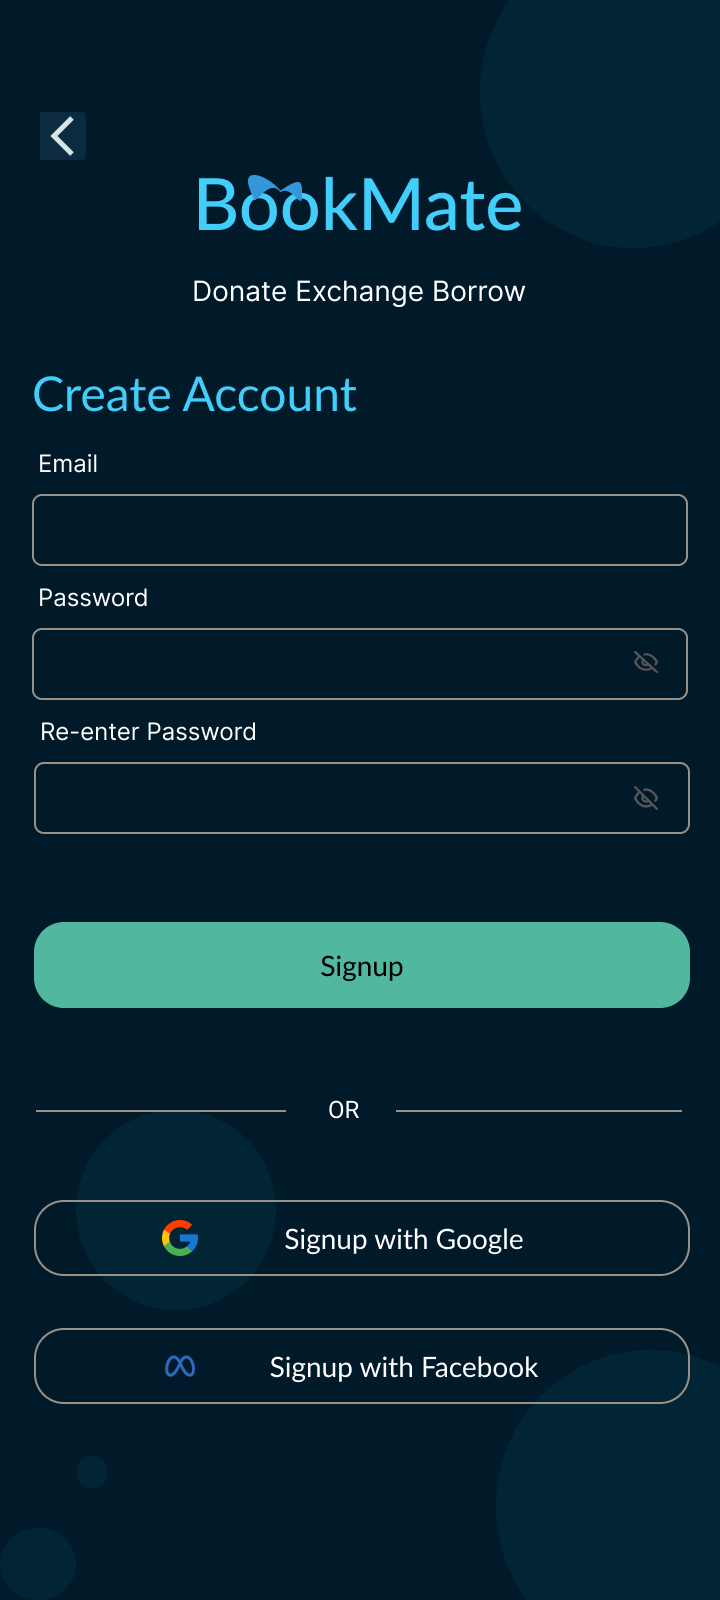 BookMate
Donate Exchange Borrow
Create Account
Email
Password
Re-enter Password
Signup
OR
Signup with Google
Signup with Facebook